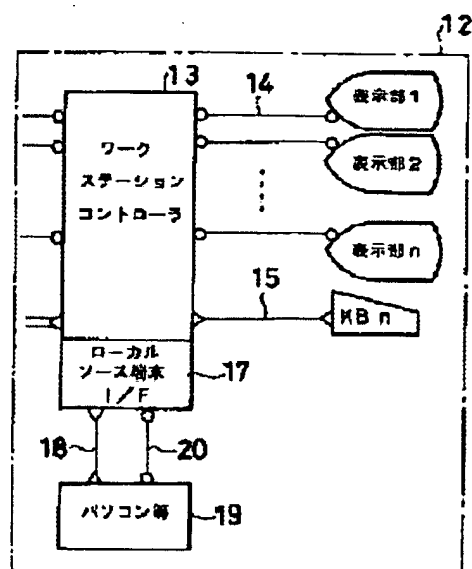 12
13
14
表示部1
ワーク
ステーション
コントローラ
表示部2
表示部n
15
KBn
ローカル
ソース端末
I/F
17
18
20
パソコン等
19